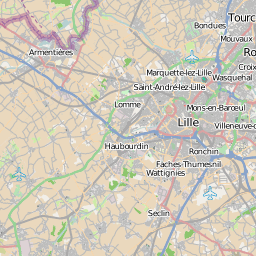 Tourc
Bondues
Mouvaux
Ro
Armentières
Croix
Marquette-lez-Lille
Wasquehal
Saint-André-lez-Lille
Lomme
Mons-en-Barœul
Lille
Villeneuve-d
Haubourdin
Ronchin
Faches-Thumesnil
Wattignies
Seclin